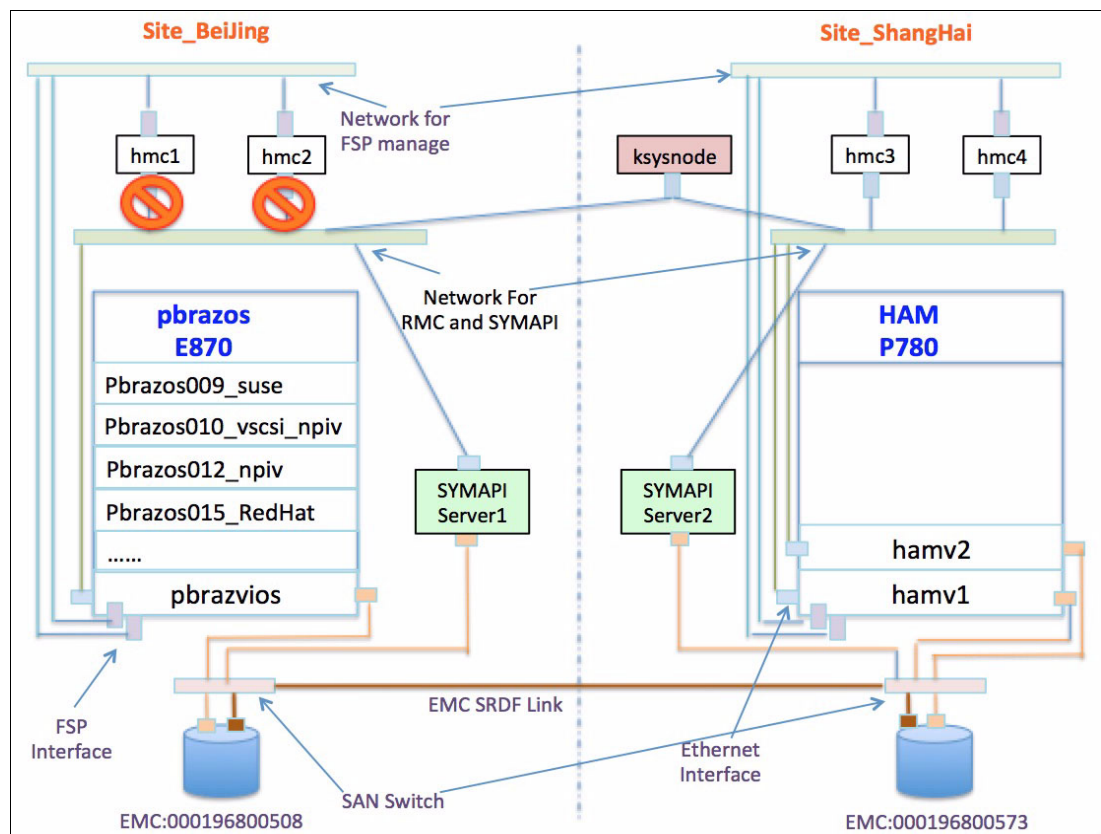 Site_BeiJing
Site_ShangHai
Network for
FSP manage
hmc1
hmc2
ksysnode
hmc3
hmc4
Network For
RMC and SYMAPI
pbrazos
E870
Pbrazos009_suse
Pbrazos010_vscsi_npiv
Pbrazos012_npiv
Pbrazos015_RedHat
......
pbrazvios
SYMAPI
Server1
SYMAPI
Server2
HAM
P780
hamv2
hamv1
FSP
Interface
EMC SRDF Link
Ethernet
Interface
SAN Switch
EMC:000196800508
EMC:000196800573